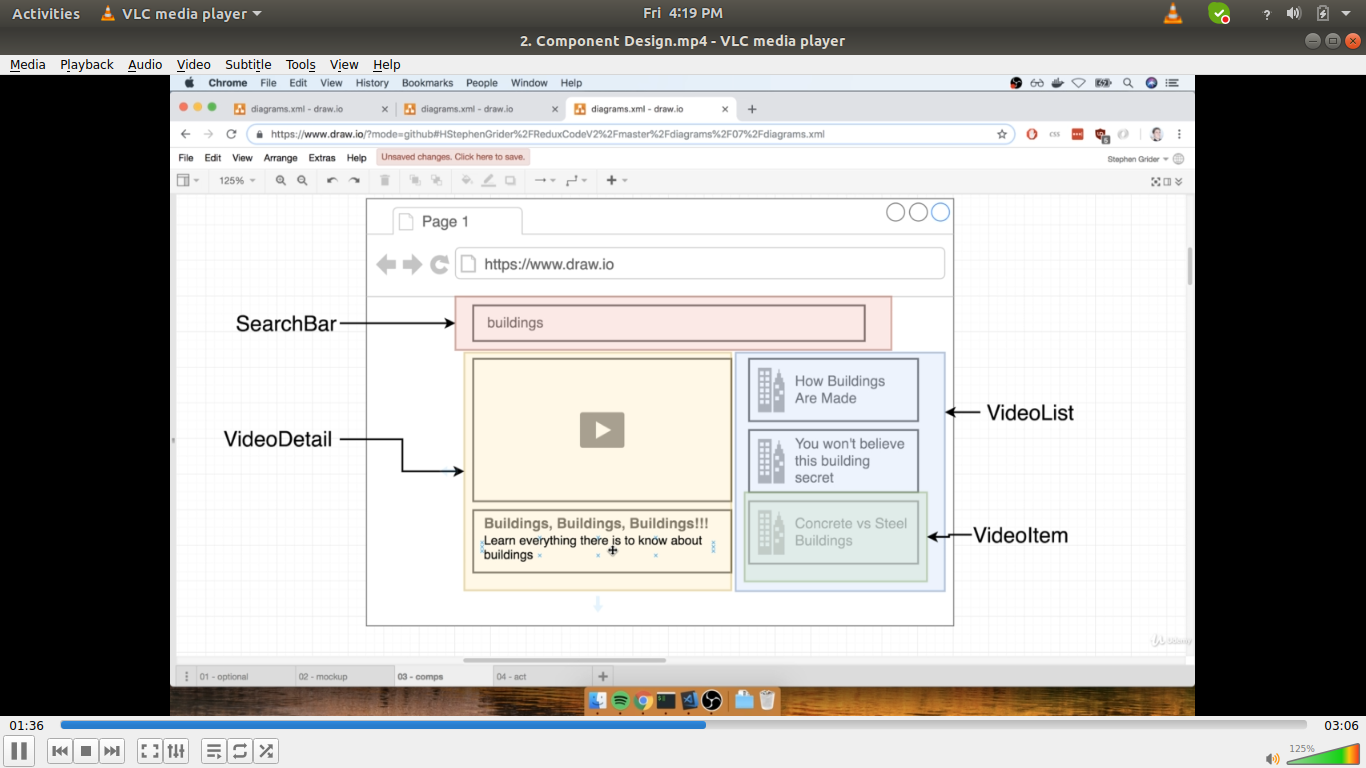 Activities VLC media player Fri 4:19 PM ?
2. Component Design.mp4 - VLC media player
Media Playback Audio Video Subtitle Tools View Help
Chrome File Edit View History Bookmarks People Window Help
diagrams.xml - draw.io diagrams.xml - draw.io diagrams.xml - draw.io
https://www.draw.io/?mode=github#HStephenGrider%2FReduxCodeV2%2Fmaster%2Fdiagrams%2F07%2Fdiagrams.xml
File Edit View Arrange Extras Help Unsaved changes. Click here to save. Stephen Grider
125%
Page 1
https://www.draw.io
SearchBar
buildings
VideoDetail
How Buildings
Are Made
VideoList
You won't believe
this building
secret
Buildings, Buildings, Buildings!!!
Learn everything there is to know about
buildings
Concrete vs Steel
Buildings
VideoItem
Udemy
01 - optional 02 - mockup 03 - comps 04 - act
01:36 03:06
125%